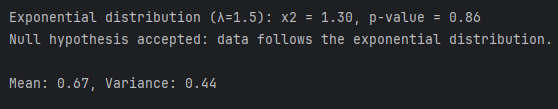 Exponential distribution (λ=1.5): x2 = 1.30, p-value = 0.86
Null hypothesis accepted: data follows the exponential distribution.
Mean: 0.67, Variance: 0.44